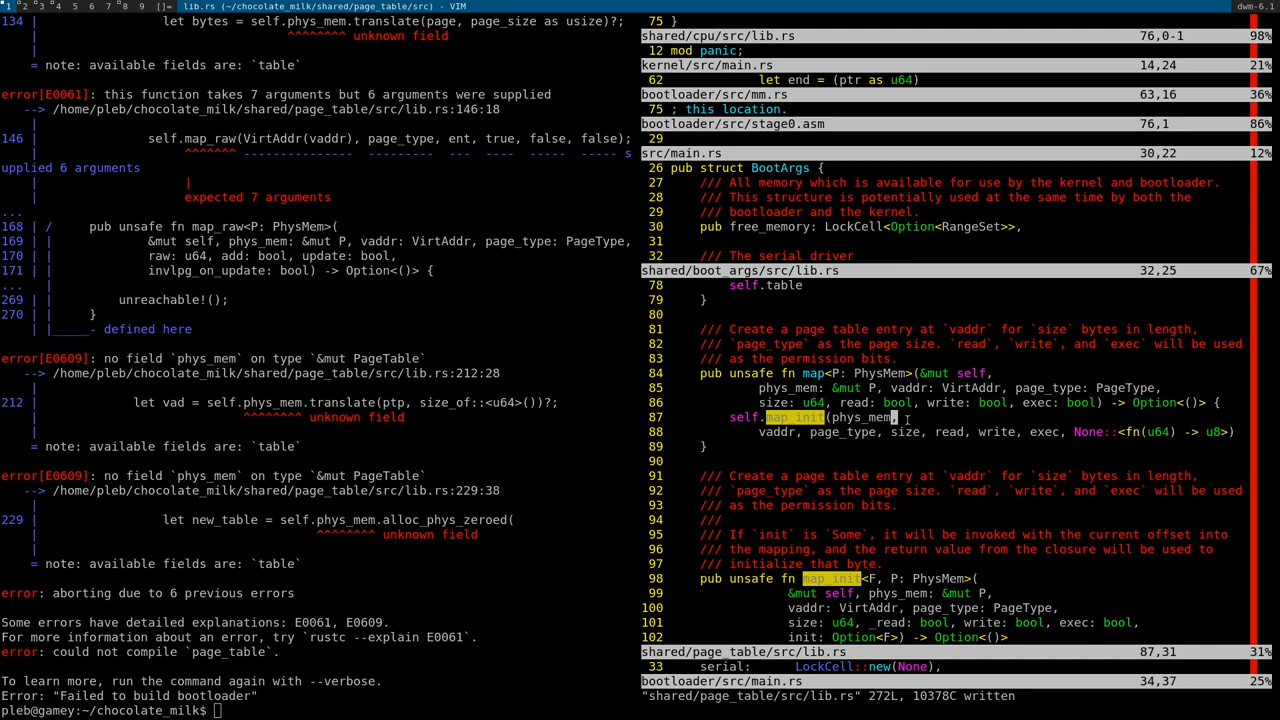 1 2 3 4 5 6 7 8 9 []= lib.rs (~/chocolate_milk/shared/page_table/src) - VIM dwm-6.1
134 | let bytes = self.phys_mem.translate(page, page_size as usize)?;
| ^^^^^^^^ unknown field
|
= note: available fields are: `table`
error[E0061]: this function takes 7 arguments but 6 arguments were supplied
--> /home/pleb/chocolate_milk/shared/page_table/src/lib.rs:146:18
|
146 | self.map_raw(VirtAddr(vaddr), page_type, ent, true, false, false);
| ^^^^^^^ --------------- --------- --- ---- ----- ----- s
upplied 6 arguments
| |
| expected 7 arguments
...
168 | / pub unsafe fn map_raw<P: PhysMem>(
169 | | &mut self, phys_mem: &mut P, vaddr: VirtAddr, page_type: PageType,
170 | | raw: u64, add: bool, update: bool,
171 | | invlpg_on_update: bool) -> Option<()> {
... |
269 | | unreachable!();
270 | | }
| |_____- defined here
error[E0609]: no field `phys_mem` on type `&mut PageTable`
--> /home/pleb/chocolate_milk/shared/page_table/src/lib.rs:212:28
|
212 | let vad = self.phys_mem.translate(ptp, size_of::<u64>())?;
| ^^^^^^^^ unknown field
|
= note: available fields are: `table`
error[E0609]: no field `phys_mem` on type `&mut PageTable`
--> /home/pleb/chocolate_milk/shared/page_table/src/lib.rs:229:38
|
229 | let new_table = self.phys_mem.alloc_phys_zeroed(
| ^^^^^^^^ unknown field
|
= note: available fields are: `table`
error: aborting due to 6 previous errors
Some errors have detailed explanations: E0061, E0609.
For more information about an error, try `rustc --explain E0061`.
error: could not compile `page_table`.
To learn more, run the command again with --verbose.
Error: "Failed to build bootloader"
pleb@gamey:~/chocolate_milk$
75 }
shared/cpu/src/lib.rs 76,0-1 98%
12 mod panic;
kernel/src/main.rs 14,24 21%
62 let end = (ptr as u64)
bootloader/src/mm.rs 63,16 36%
75 ; this location.
bootloader/src/stage0.asm 76,1 86%
29
src/main.rs 30,22 12%
26 pub struct BootArgs {
27 /// All memory which is available for use by the kernel and bootloader.
28 /// This structure is potentially used at the same time by both the
29 /// bootloader and the kernel.
30 pub free_memory: LockCell<Option<RangeSet>>,
31
32 /// The serial driver
shared/boot_args/src/lib.rs 32,25 67%
78 self.table
79 }
80
81 /// Create a page table entry at `vaddr` for `size` bytes in length,
82 /// `page_type` as the page size. `read`, `write`, and `exec` will be used
83 /// as the permission bits.
84 pub unsafe fn map<P: PhysMem>(&mut self,
85 phys_mem: &mut P, vaddr: VirtAddr, page_type: PageType,
86 size: u64, read: bool, write: bool, exec: bool) -> Option<()> {
87 self.map_init(phys_mem,
88 vaddr, page_type, size, read, write, exec, None::<fn(u64) -> u8>)
89 }
90
91 /// Create a page table entry at `vaddr` for `size` bytes in length,
92 /// `page_type` as the page size. `read`, `write`, and `exec` will be used
93 /// as the permission bits.
94 ///
95 /// If `init` is `Some`, it will be invoked with the current offset into
96 /// the mapping, and the return value from the closure will be used to
97 /// initialize that byte.
98 pub unsafe fn map_init<F, P: PhysMem>(
99 &mut self, phys_mem: &mut P,
100 vaddr: VirtAddr, page_type: PageType,
101 size: u64, _read: bool, write: bool, exec: bool,
102 init: Option<F>) -> Option<()>
shared/page_table/src/lib.rs 87,31 31%
33 serial: LockCell::new(None),
bootloader/src/main.rs 34,37 25%
"shared/page_table/src/lib.rs" 272L, 10378C written